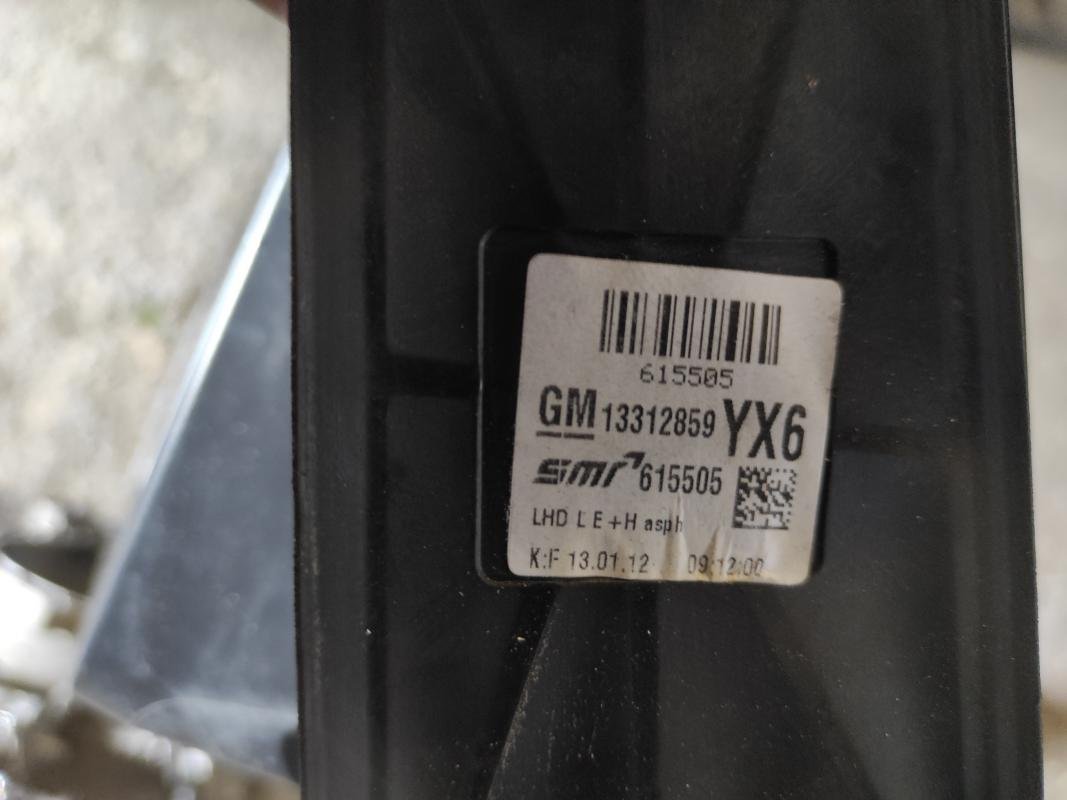 615505
GM 13312859 YX6
smr 615505
LHD L E+H asph
K:F 13.01.12 09:12:00